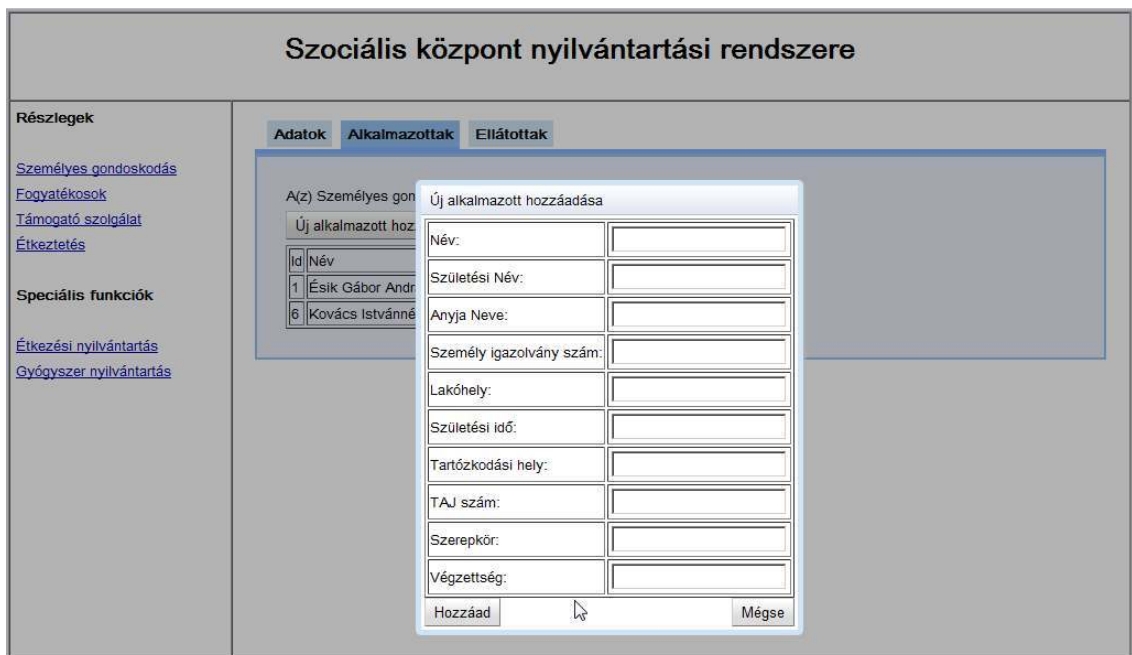 Szociális központ nyilvántartási rendszere
Részlegek
Személyes gondoskodás
Fogyatékosok
Támogató szolgálat
Étkeztetés
Speciális funkciók
Étkezési nyilvántartás
Gyógyszer nyilvántartás
Adatok Alkalmazottak Ellátottak
A(z) Személyes gon
Új alkalmazott hoz
Id Név
1 Ésik Gábor Andr
6 Kovács Istvánné
Új alkalmazott hozzáadása
Név:
Születési Név:
Anyja Neve:
Személy igazolvány szám:
Lakóhely:
Születési idő:
Tartózkodási hely:
TAJ szám:
Szerepkör:
Végzettség:
Hozzáad Mégse